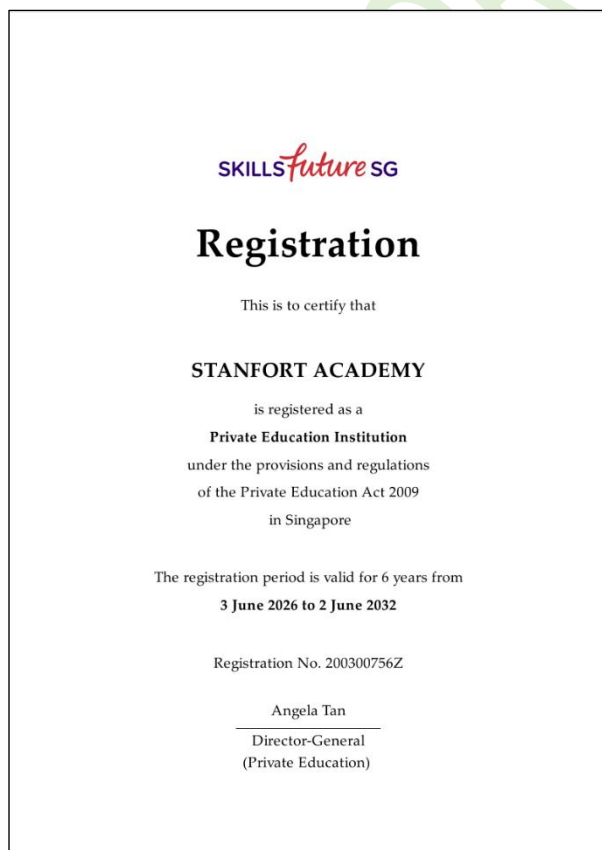 SKILLSfuture SG
Registration
This is to certify that
STANFORT ACADEMY
is registered as a
Private Education Institution
under the provisions and regulations
of the Private Education Act 2009
in Singapore
The registration period is valid for 6 years from
3 June 2026 to 2 June 2032
Registration No. 200300756Z
Angela Tan
Director-General
(Private Education)